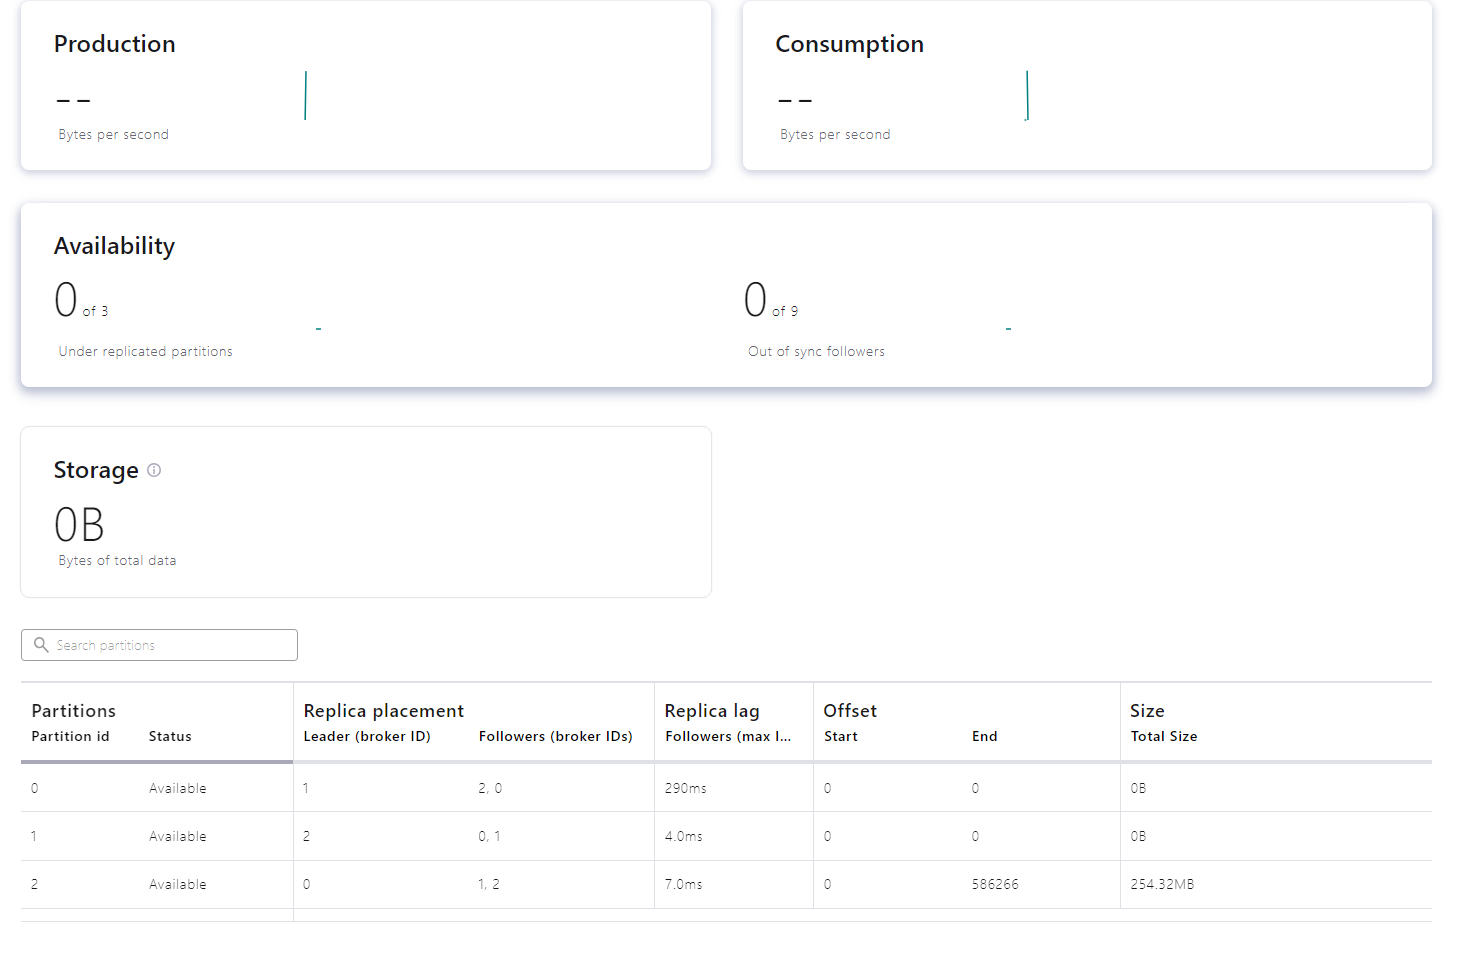 Production
Consumption
--
--
Bytes per second
Bytes per second
Availability
0 of 3
0 of 9
Under replicated partitions
Out of sync followers
Storage
0B
Bytes of total data
Search partitions
Partitions Replica placement Replica lag Offset Size
Partition id Status Leader (broker ID) Followers (broker IDs) Followers (max l... Start End Total Size
0 Available 1 2, 0 290ms 0 0 0B
1 Available 2 0, 1 4.0ms 0 0 0B
2 Available 0 1, 2 7.0ms 0 586266 254.32MB